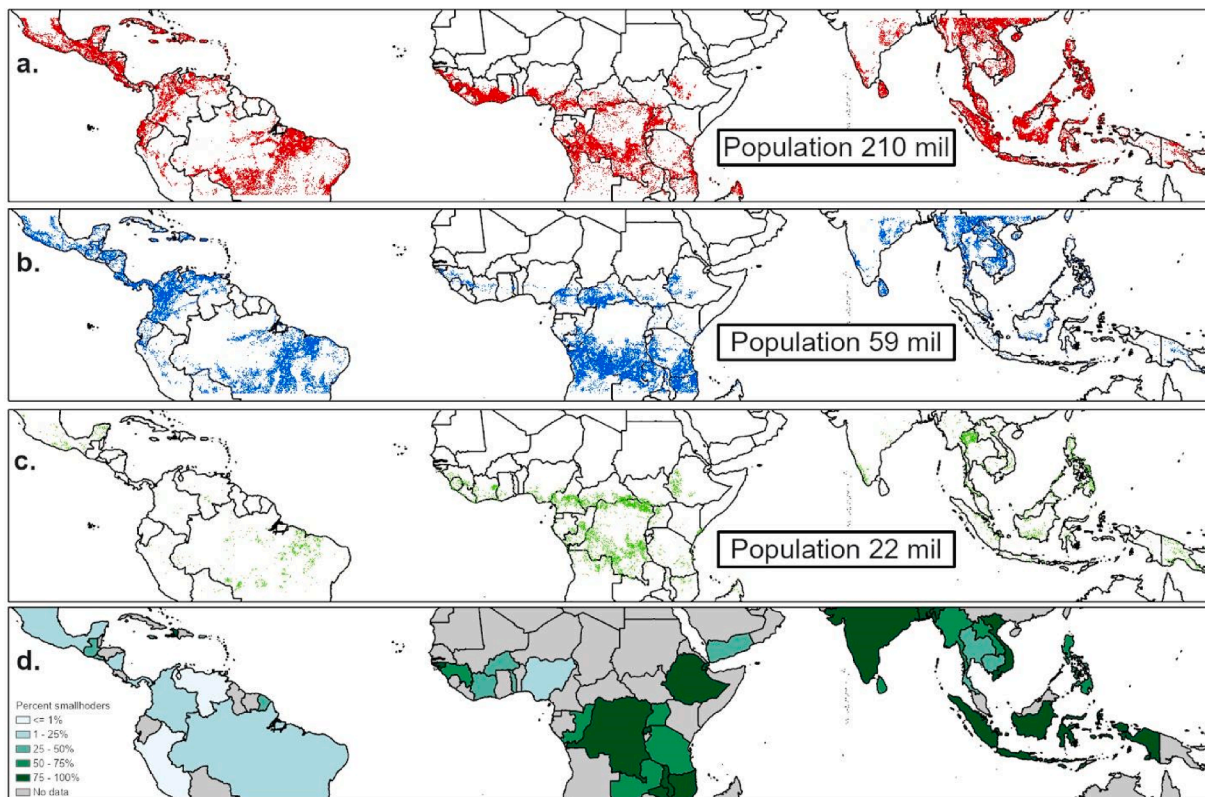 a.
Population 210 mil
b.
Population 59 mil
c.
Population 22 mil
d.
Percent smallhoders
<= 1%
1 - 25%
25 - 50%
50 - 75%
75 - 100%
No data